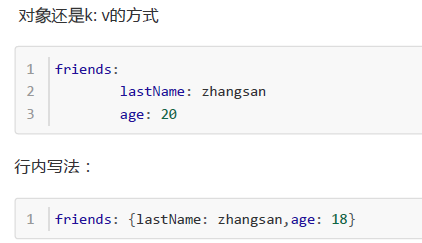 对象还是k: v的方式
1 friends:
2         lastName: zhangsan
3         age: 20
行内写法：
1 friends: {lastName: zhangsan,age: 18}